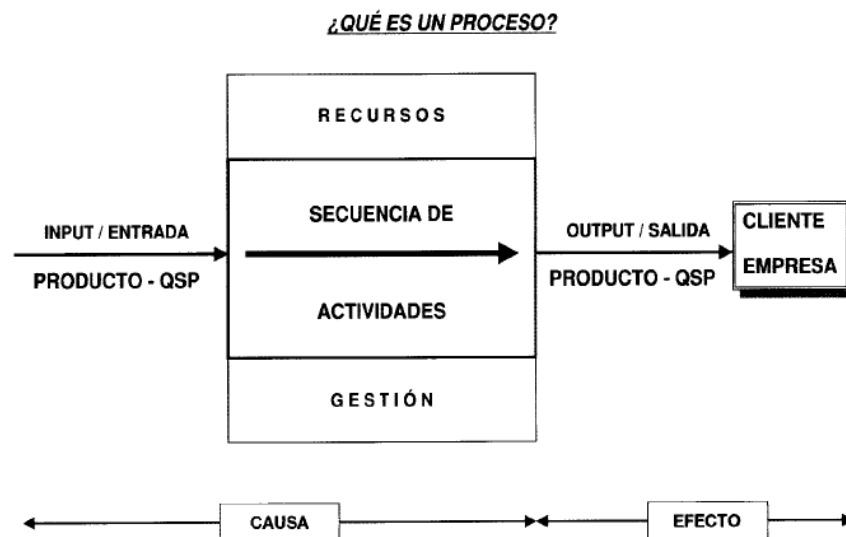 ¿QUÉ ES UN PROCESO?
RECURSOS
INPUT / ENTRADA
PRODUCTO - QSP
SECUENCIA DE
ACTIVIDADES
OUTPUT / SALIDA
PRODUCTO - QSP
CLIENTE
EMPRESA
GESTIÓN
CAUSA
EFECTO